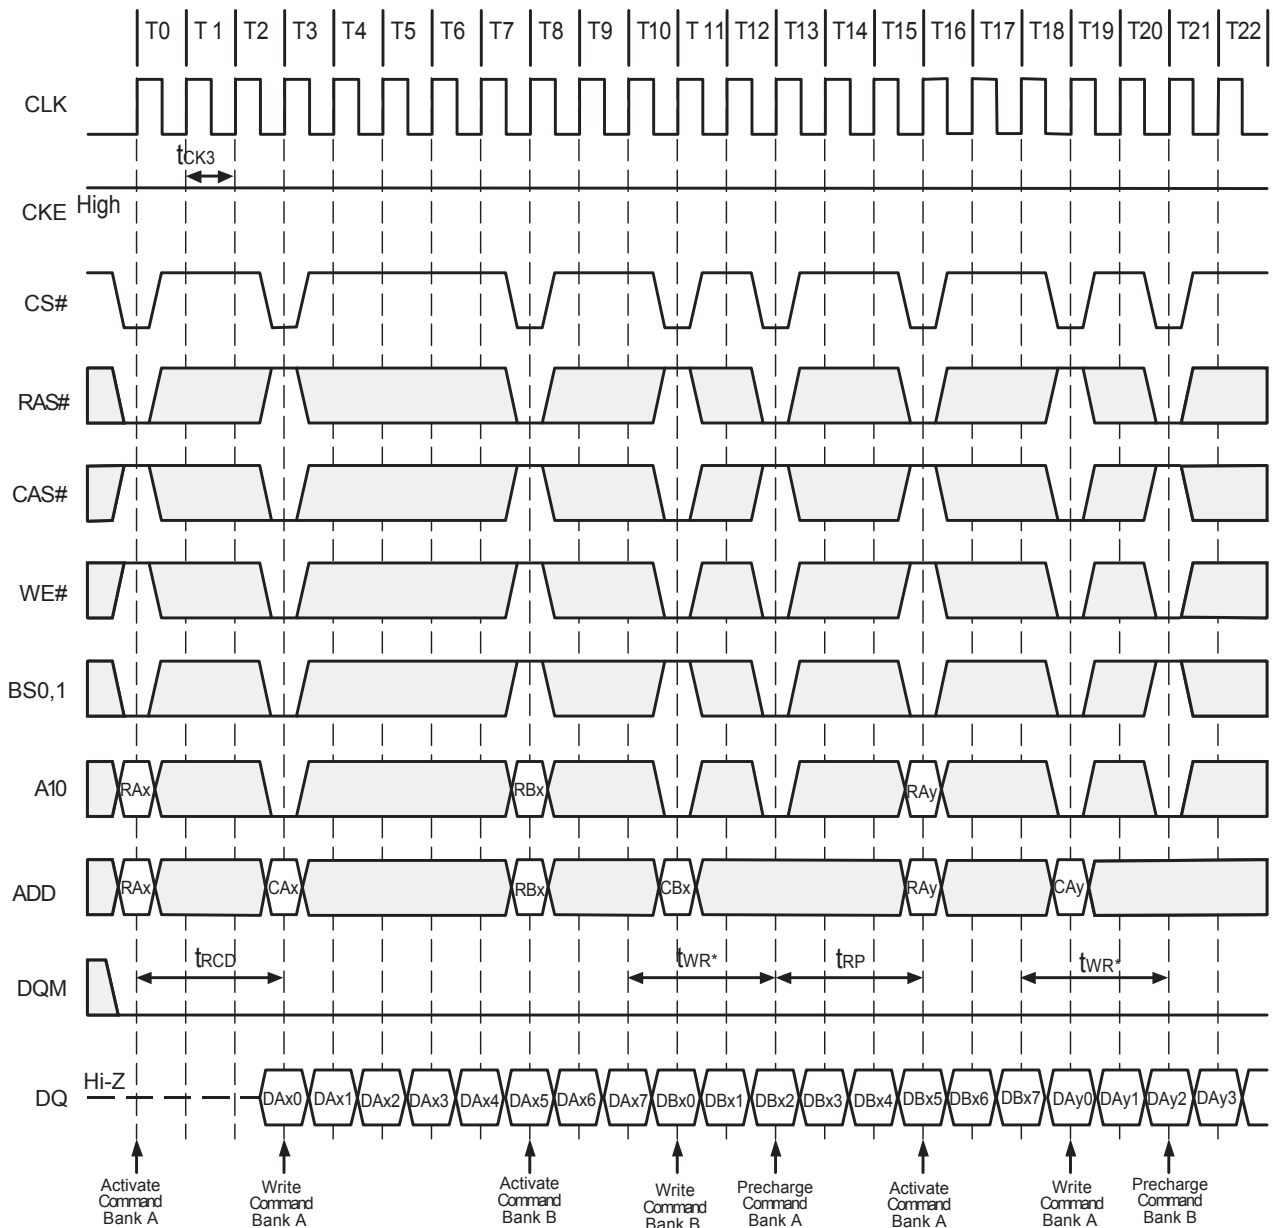 T0 T 1 T2 T3 T4 T5 T6 T7 T8 T9 T10 T 11 T12 T13 T14 T15 T16 T17 T18 T19 T20 T21 T22
CLK
tCK3
CKE High
CS#
RAS#
CAS#
WE#
BS0,1
A10 RAx RBx RAy
ADD RAx CAx RBx CBx RAy CAy
tRCD tWR* tRP tWR*
DQM
Hi-Z
DQ DAx0 DAx1 DAx2 DAx3 DAx4 DAx5 DAx6 DAx7 DBx0 DBx1 DBx2 DBx3 DBx4 DBx5 DBx6 DBx7 DAy0 DAy1 DAy2 DAy3
Activate
Command
Bank A
Write
Command
Bank A
Activate
Command
Bank B
Write
Command
Bank B
Precharge
Command
Bank A
Activate
Command
Bank A
Write
Command
Bank A
Precharge
Command
Bank B